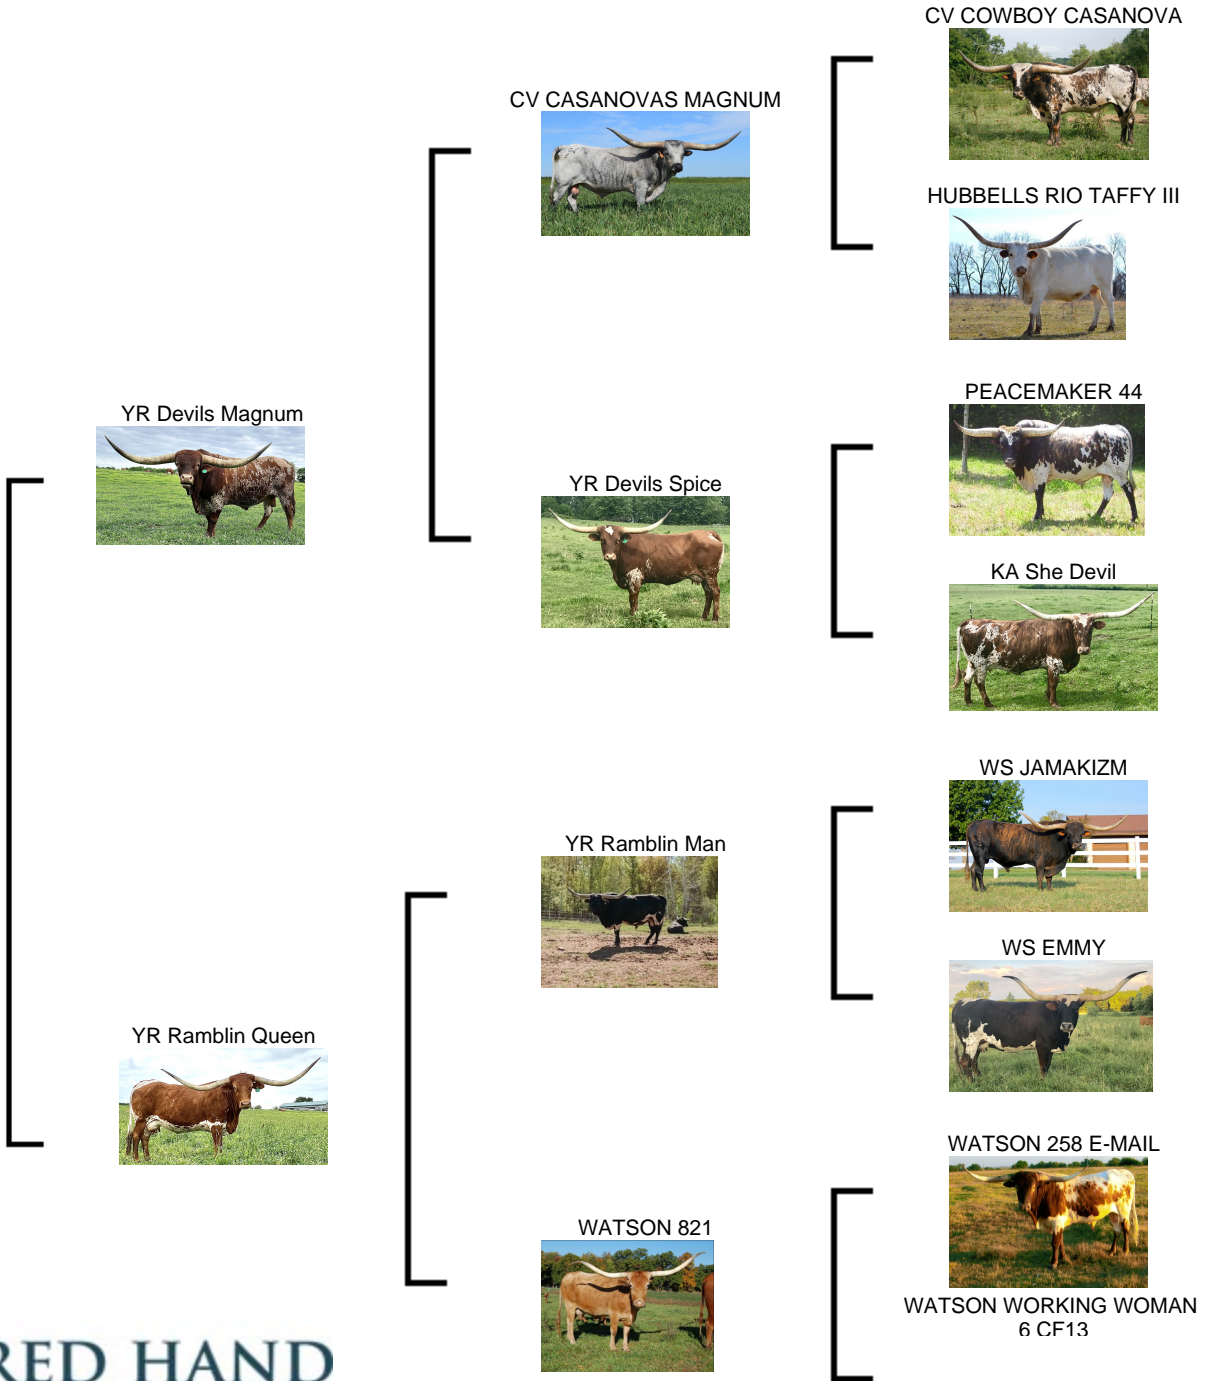 CV COWBOY CASANOVA
CV CASANOVAS MAGNUM
HUBBELLS RIO TAFFY III
PEACEMAKER 44
YR Devils Magnum
YR Devils Spice
KA She Devil
WS JAMAKIZM
YR Ramblin Man
WS EMMY
YR Ramblin Queen
WATSON 258 E-MAIL
WATSON 821
WATSON WORKING WOMAN
6 CF13
RED HAND